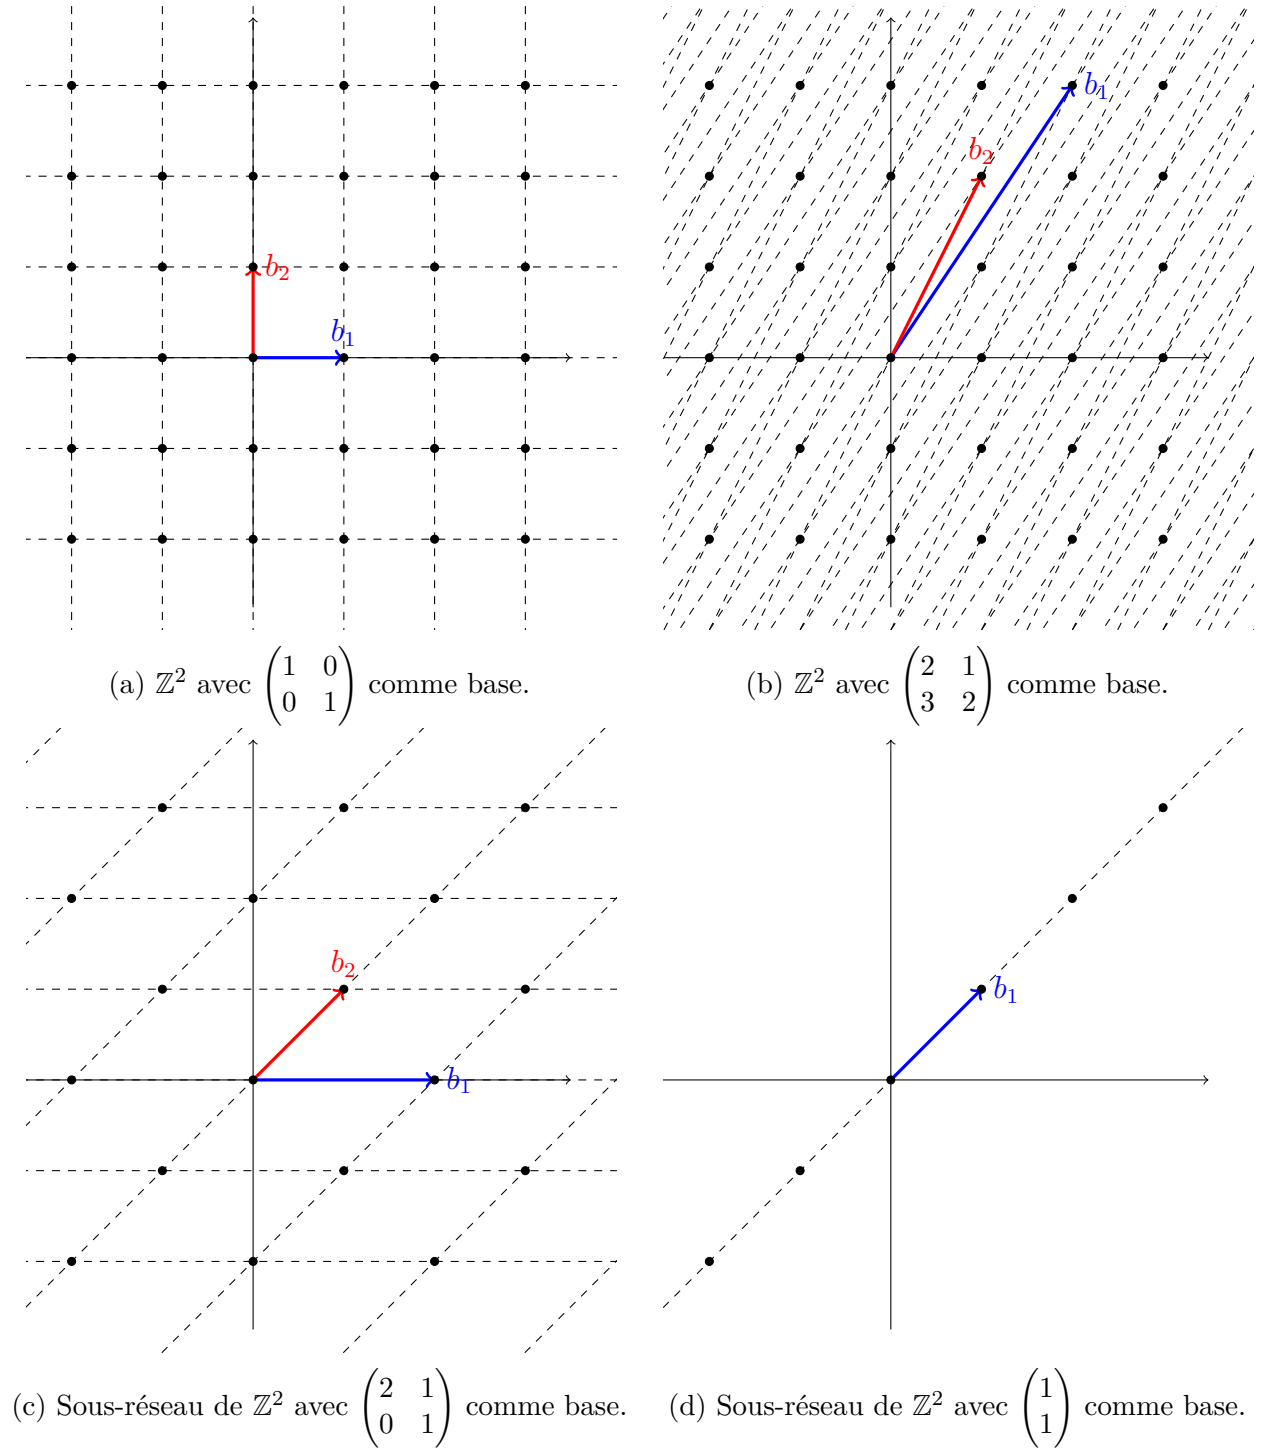 b₂
b₁
b₁
b₂
(a) ℤ² avec (1 0; 0 1) comme base.
(b) ℤ² avec (2 1; 3 2) comme base.
b₂
b₁
b₁
(c) Sous-réseau de ℤ² avec (2 1; 0 1) comme base.
(d) Sous-réseau de ℤ² avec (1; 1) comme base.